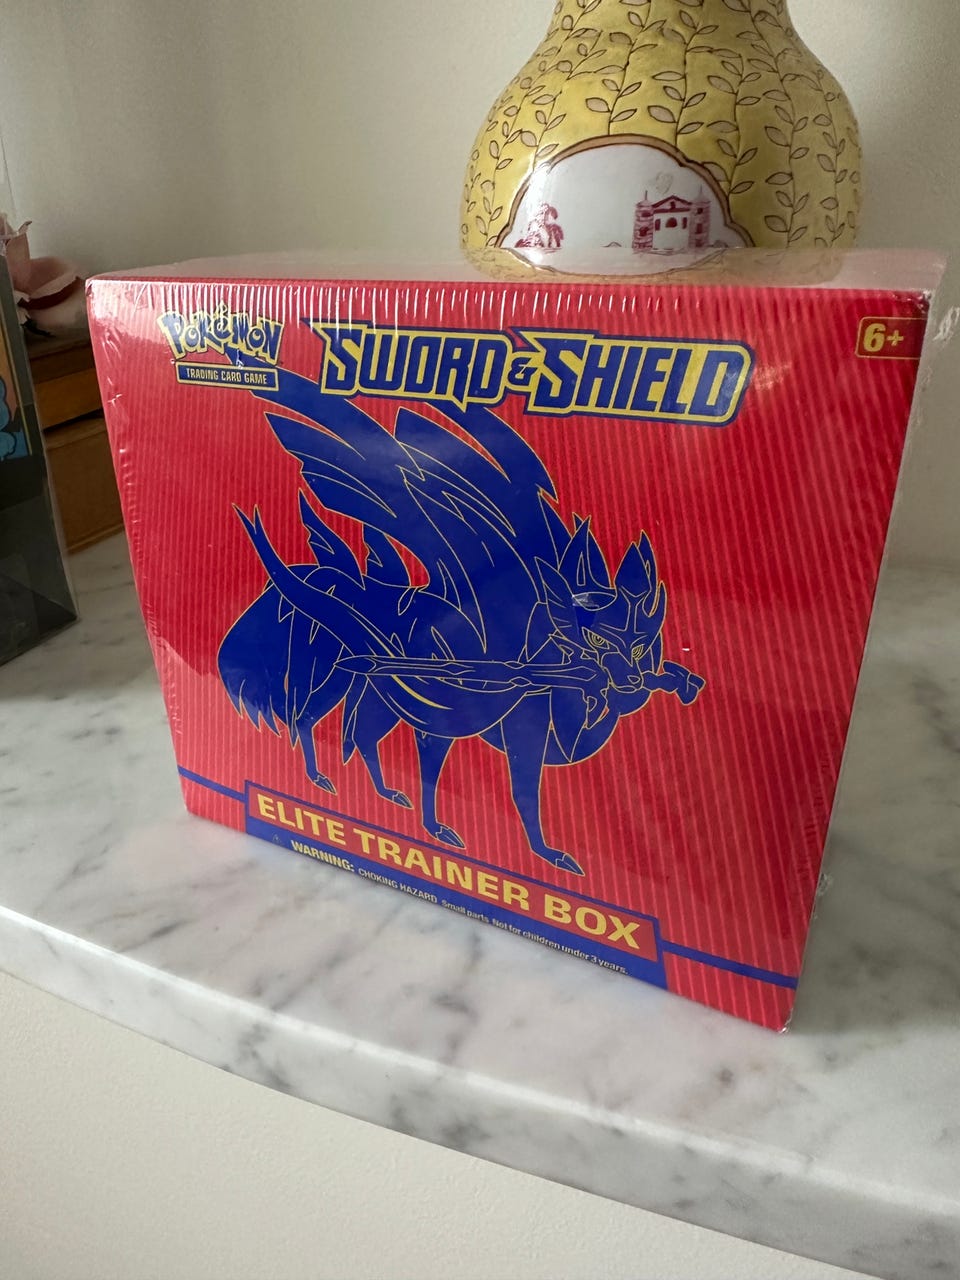 POKÉMON
TRADING CARD GAME
SWORD & SHIELD
6+
ELITE TRAINER BOX
WARNING: CHOKING HAZARD Small parts. Not for children under 3 years.